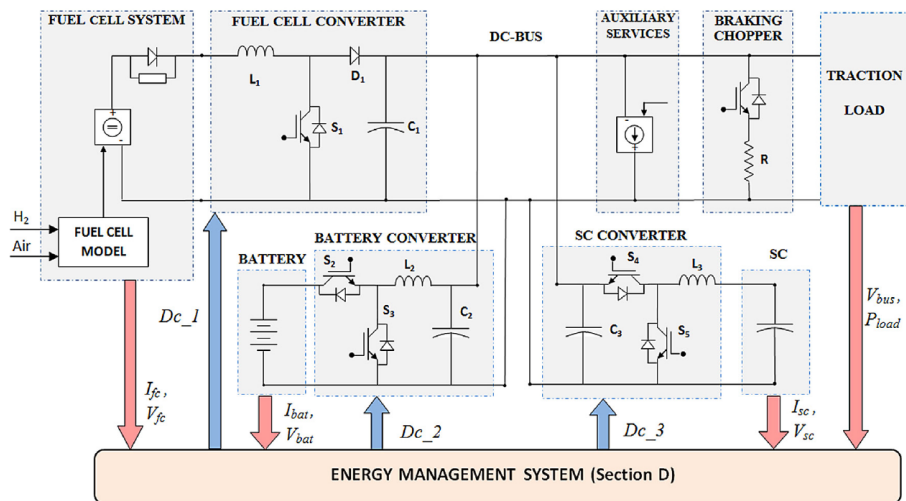 FUEL CELL SYSTEM
FUEL CELL CONVERTER
DC-BUS
AUXILIARY
SERVICES
BRAKING
CHOPPER
TRACTION
LOAD
L1
D1
S1
C1
R
H2
Air
FUEL CELL
MODEL
BATTERY
BATTERY CONVERTER
S2
L2
S3
C2
SC CONVERTER
S4
L3
C3
S5
SC
Dc_1
Ifc,
Vfc
Ibat,
Vbat
Dc_2
Dc_3
Isc,
Vsc
Vbus,
Pload
ENERGY MANAGEMENT SYSTEM (Section D)